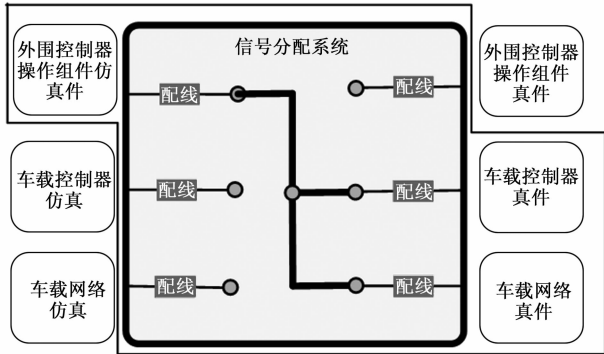 信号分配系统
外围控制器
操作组件仿
真件
配线
配线
外围控制器
操作组件
真件
车载控制器
仿真
配线
配线
车载控制器
真件
车载网络
仿真
配线
配线
车载网络
真件